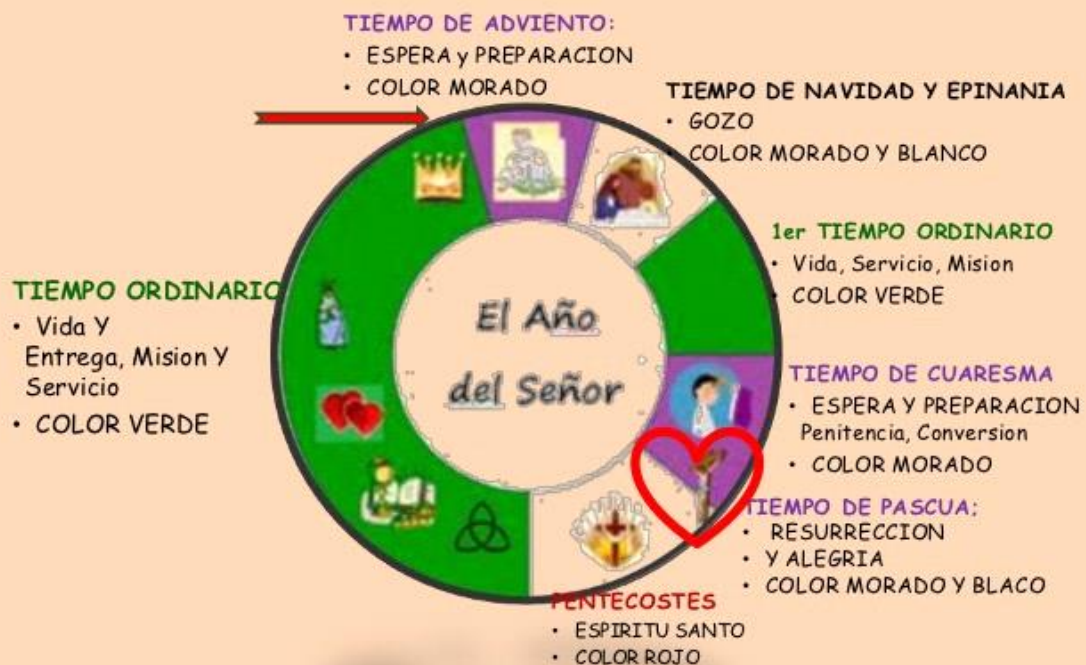 TIEMPO DE ADVIENTO:
• ESPERA y PREPARACION
• COLOR MORADO
TIEMPO DE NAVIDAD Y EPINANIA
• GOZO
• COLOR MORADO Y BLANCO
1er TIEMPO ORDINARIO
• Vida, Servicio, Mision
• COLOR VERDE
TIEMPO ORDINARIO
• Vida Y
Entrega, Mision Y
Servicio
• COLOR VERDE
El Año
del Señor
TIEMPO DE CUARESMA
• ESPERA Y PREPARACION
Penitencia, Conversion
• COLOR MORADO
TIEMPO DE PASCUA;
• RESURRECCION
• Y ALEGRIA
• COLOR MORADO Y BLACO
PENTECOSTES
• ESPIRITU SANTO
• COLOR ROJO